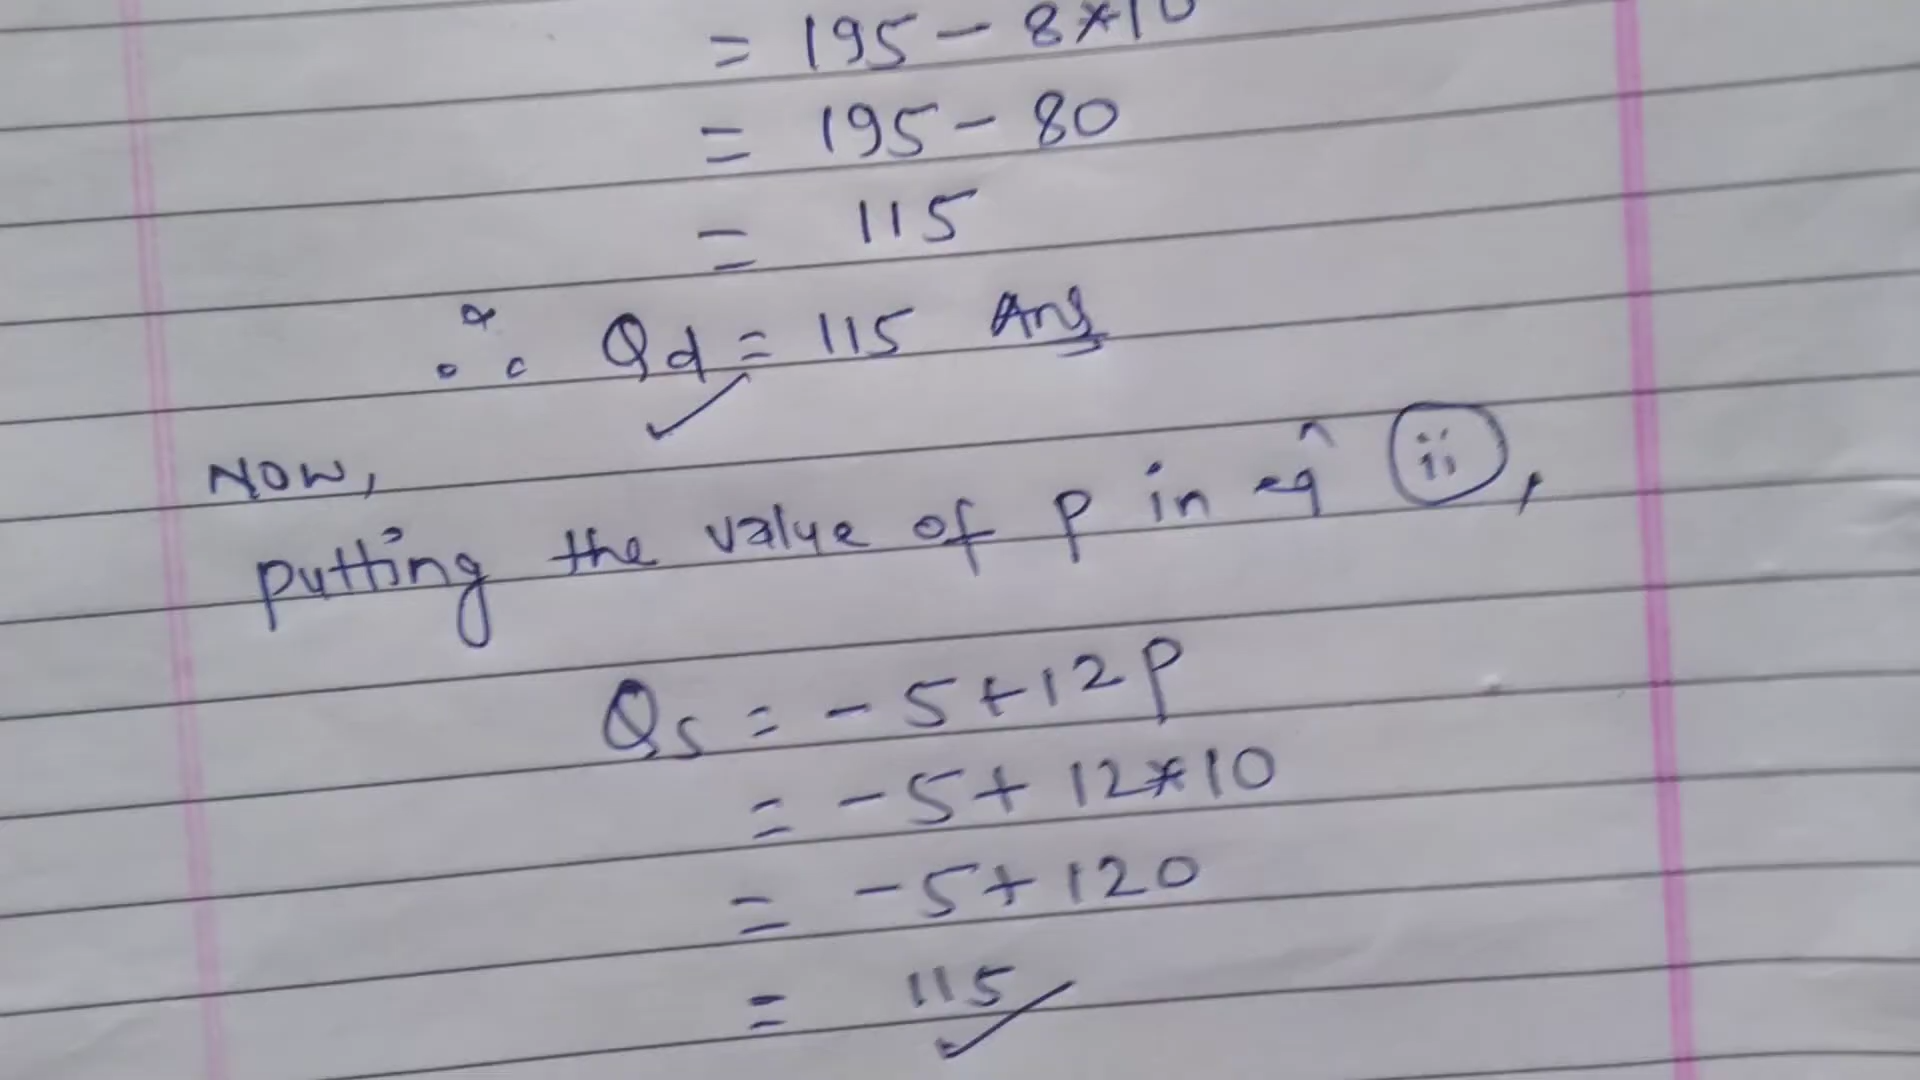 = 195 - 8*10
= 195 - 80
= 115
∴ Qd = 115 Ans
Now,
putting the value of p in eq^ (ii),
Qs = -5+12p
= -5+ 12*10
= -5+120
= 115